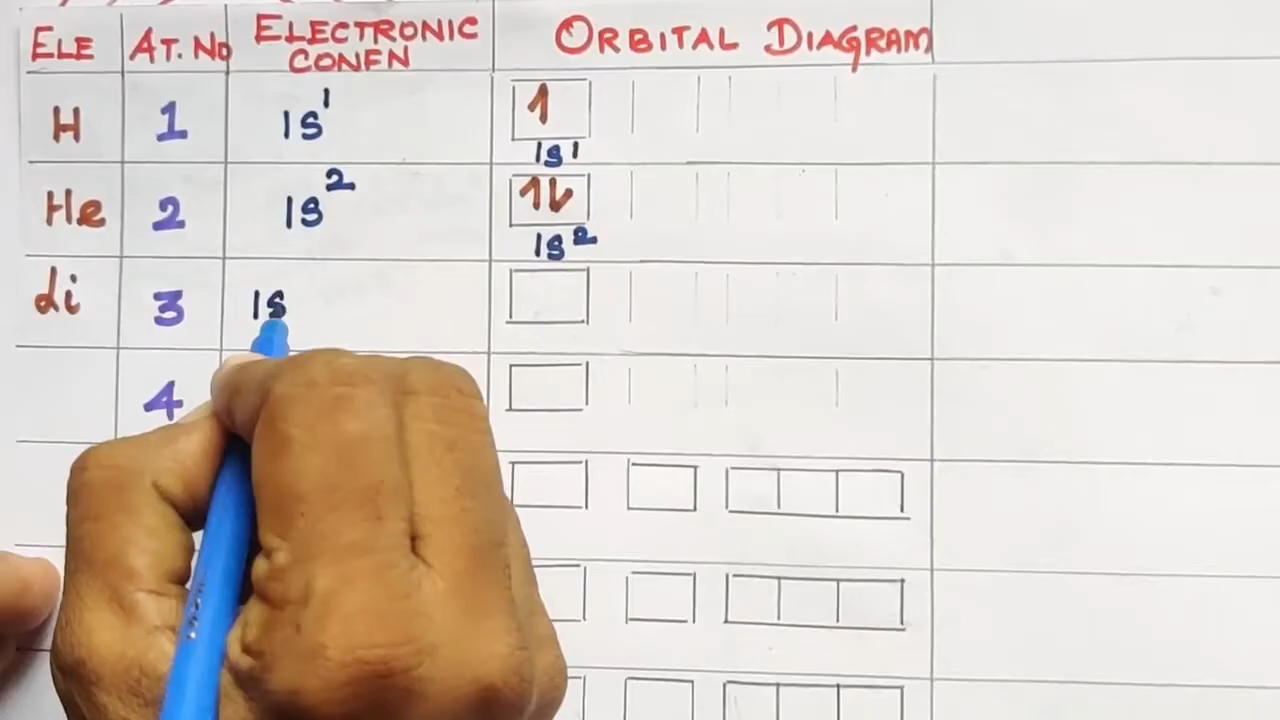 ELE AT. NO ELECTRONIC CONFN ORBITAL DIAGRAM
H 1 1s¹ 1
1s¹
He 2 1s² 1L
1s²
Li 3 1s
4